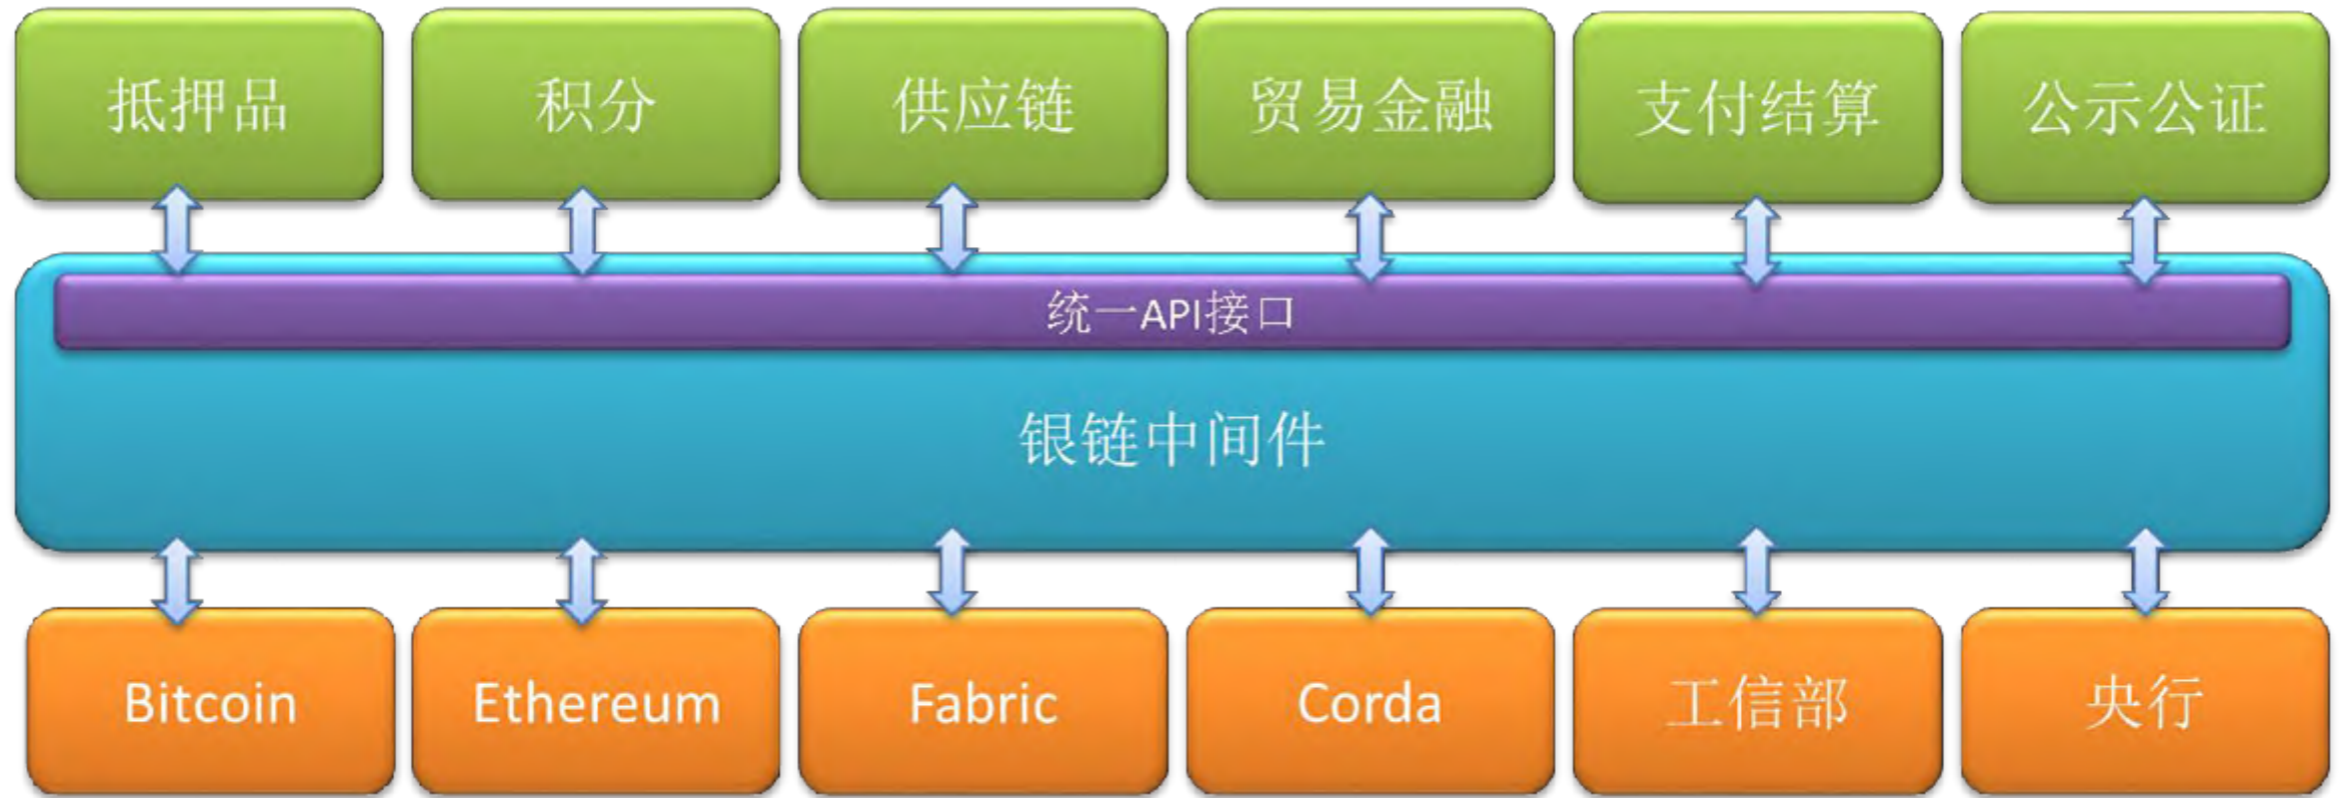 抵押品
积分
供应链
贸易金融
支付结算
公示公证
统一API接口
银链中间件
Bitcoin
Ethereum
Fabric
Corda
工信部
央行